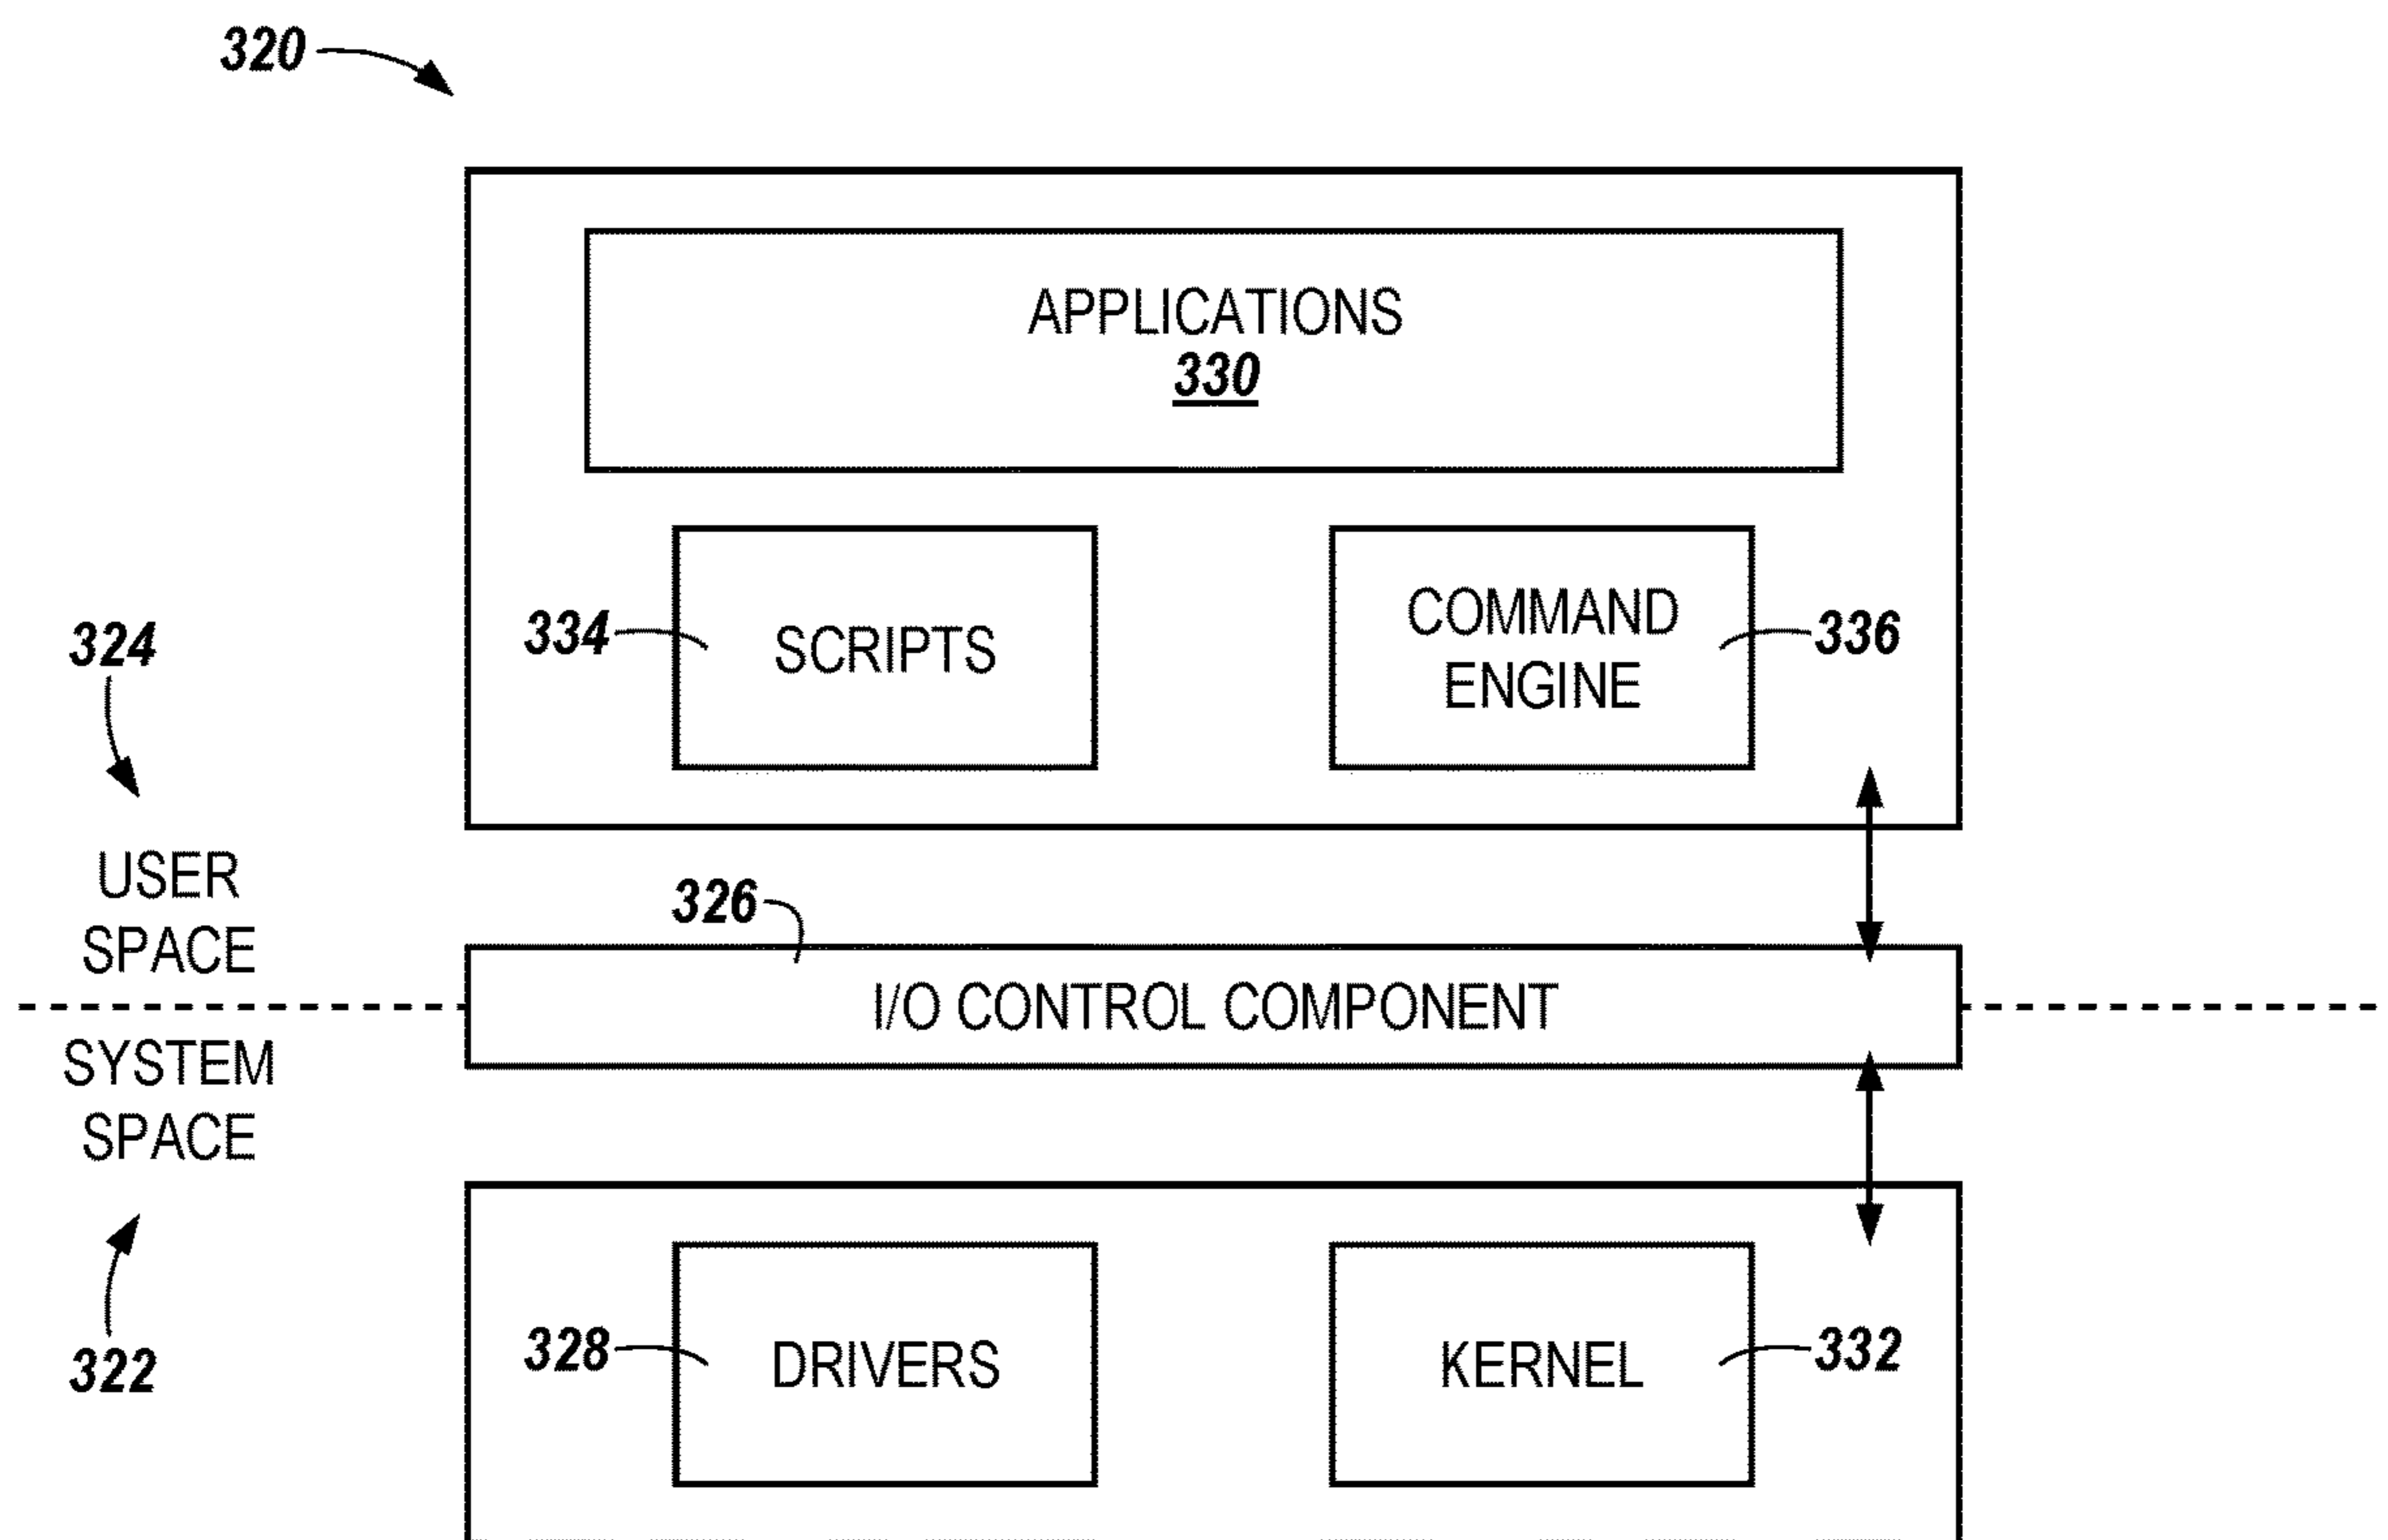 320
APPLICATIONS
330
334
SCRIPTS
COMMAND
ENGINE
336
324
USER
SPACE
326
I/O CONTROL COMPONENT
SYSTEM
SPACE
322
328
DRIVERS
KERNEL
332